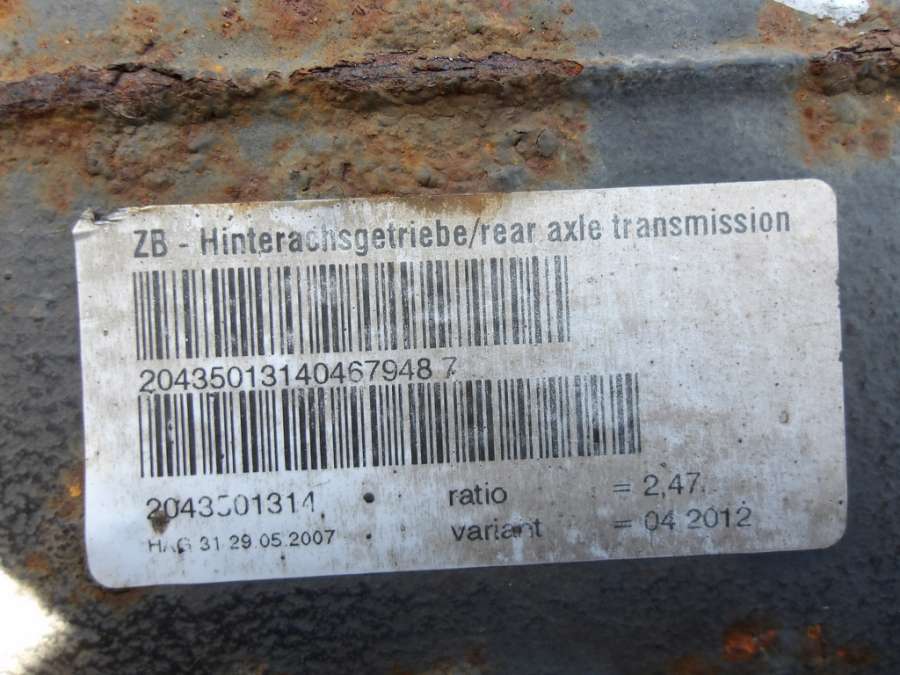 ZB - Hinterachsgetriebe/rear axle transmission
20435013140467948 7
2043501314
ratio = 2,47
HAG 31 29.05.2007
variant = 04 2012